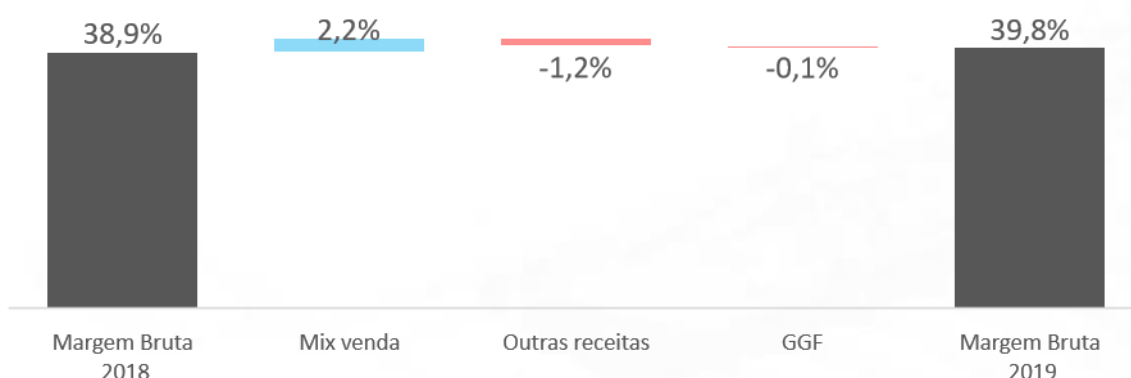 38,9%
2,2%
-1,2%
-0,1%
39,8%
Margem Bruta
2018
Mix venda
Outras receitas
GGF
Margem Bruta
2019